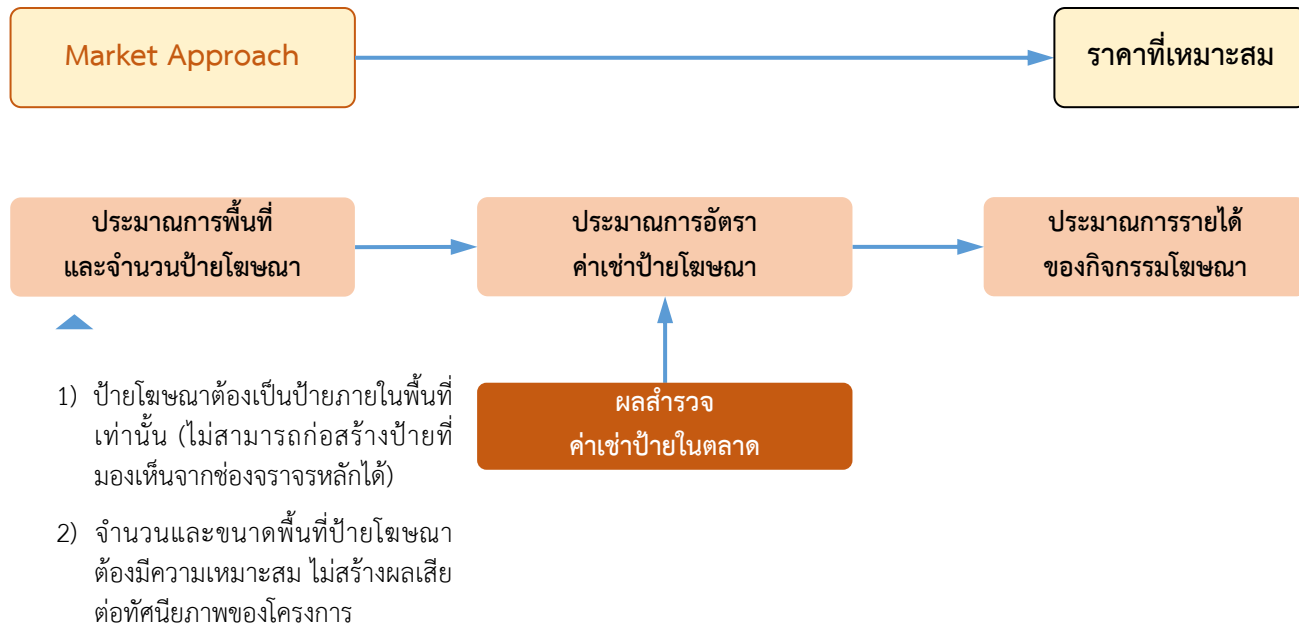 Market Approach
ราคาที่เหมาะสม
ประมาณการพื้นที่
และจำนวนป้ายโฆษณา
ประมาณการอัตรา
ค่าเช่าป้ายโฆษณา
ประมาณการรายได้
ของกิจกรรมโฆษณา
1) ป้ายโฆษณาต้องเป็นป้ายภายในพื้นที่
เท่านั้น (ไม่สามารถก่อสร้างป้ายที่
มองเห็นจากช่องจราจรหลักได้)
2) จำนวนและขนาดพื้นที่ป้ายโฆษณา
ต้องมีความเหมาะสม ไม่สร้างผลเสีย
ต่อทัศนียภาพของโครงการ
ผลสำรวจ
ค่าเช่าป้ายในตลาด